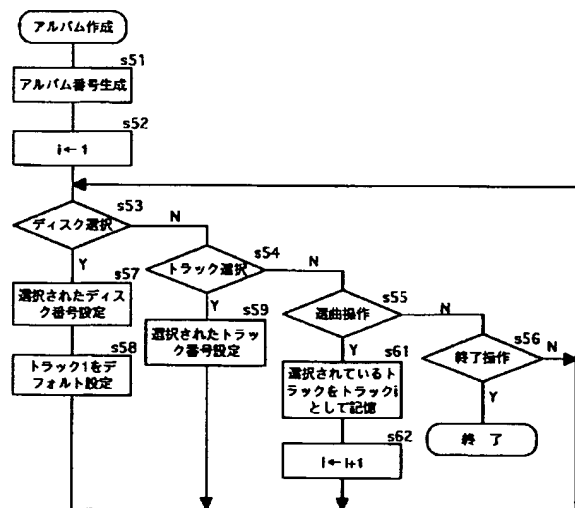 アルバム作成
s51
アルバム番号生成
s52
i←1
s53
ディスク選択
N
s54
Y
s57
トラック選択
N
s55
選択されたディス
ク番号設定
Y
s59
選曲操作
N
s56
選択されたトラッ
ク番号設定
s58
Y
s61
終了操作
N
トラック1をデ
フォルト設定
選択されているト
ラックをトラックi
として記憶
Y
s62
終 了
i←i+1